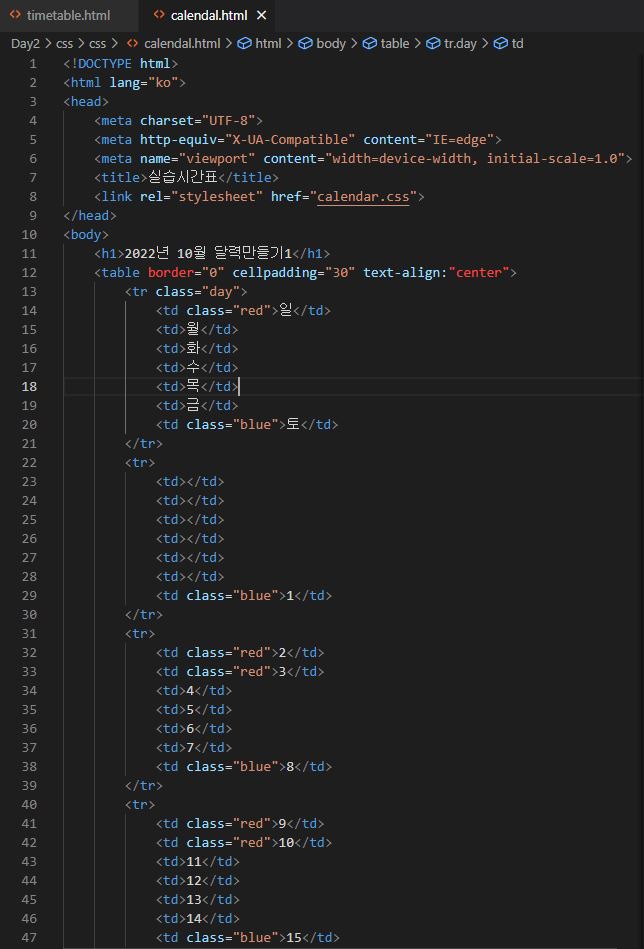 timetable.html
calendal.html
Day2 > css > css > calendal.html > html > body > table > tr.day > td
1 <!DOCTYPE html>
2 <html lang="ko">
3 <head>
4 <meta charset="UTF-8">
5 <meta http-equiv="X-UA-Compatible" content="IE=edge">
6 <meta name="viewport" content="width=device-width, initial-scale=1.0">
7 <title>실습시간표</title>
8 <link rel="stylesheet" href="calendar.css">
9 </head>
10 <body>
11 <h1>2022년 10월 달력만들기1</h1>
12 <table border="0" cellpadding="30" text-align:"center">
13 <tr class="day">
14 <td class="red">일</td>
15 <td>월</td>
16 <td>화</td>
17 <td>수</td>
18 <td>목</td>
19 <td>금</td>
20 <td class="blue">토</td>
21 </tr>
22 <tr>
23 <td></td>
24 <td></td>
25 <td></td>
26 <td></td>
27 <td></td>
28 <td></td>
29 <td class="blue">1</td>
30 </tr>
31 <tr>
32 <td class="red">2</td>
33 <td class="red">3</td>
34 <td>4</td>
35 <td>5</td>
36 <td>6</td>
37 <td>7</td>
38 <td class="blue">8</td>
39 </tr>
40 <tr>
41 <td class="red">9</td>
42 <td class="red">10</td>
43 <td>11</td>
44 <td>12</td>
45 <td>13</td>
46 <td>14</td>
47 <td class="blue">15</td>